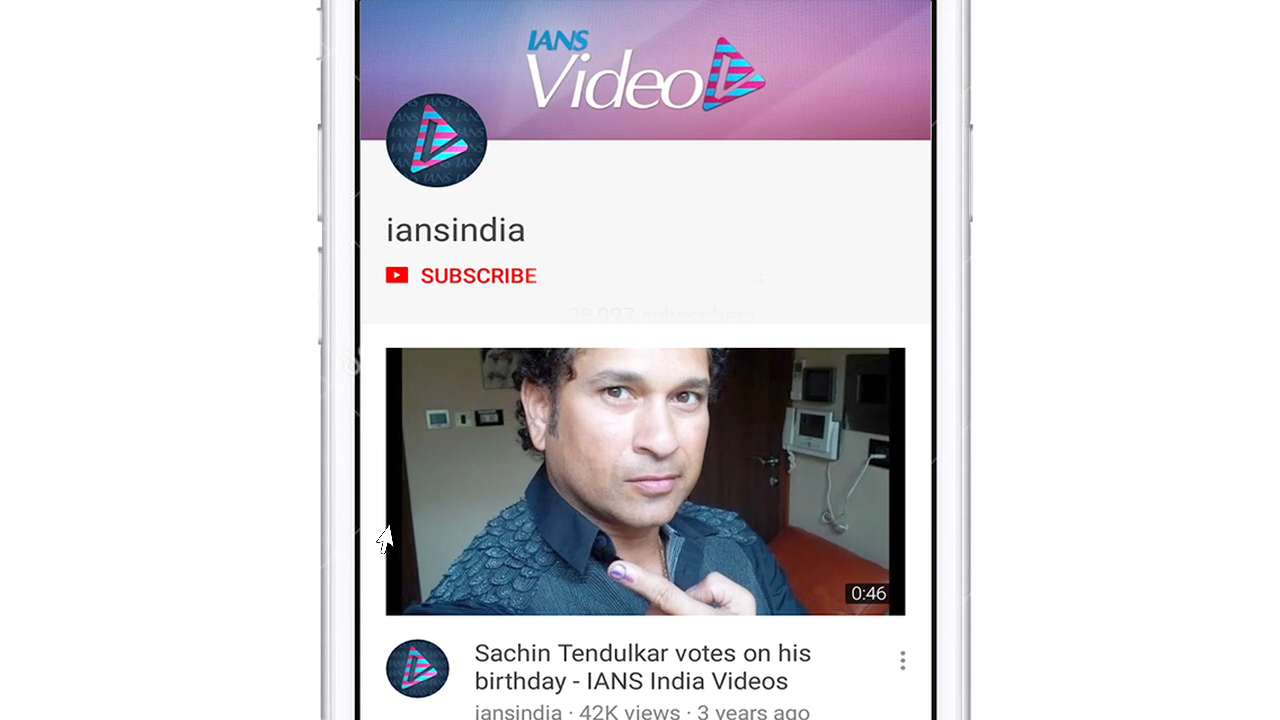 IANS
Video
iansindia
SUBSCRIBE
0:46
Sachin Tendulkar votes on his
birthday - IANS India Videos
iansindia · 42K views · 3 years ago